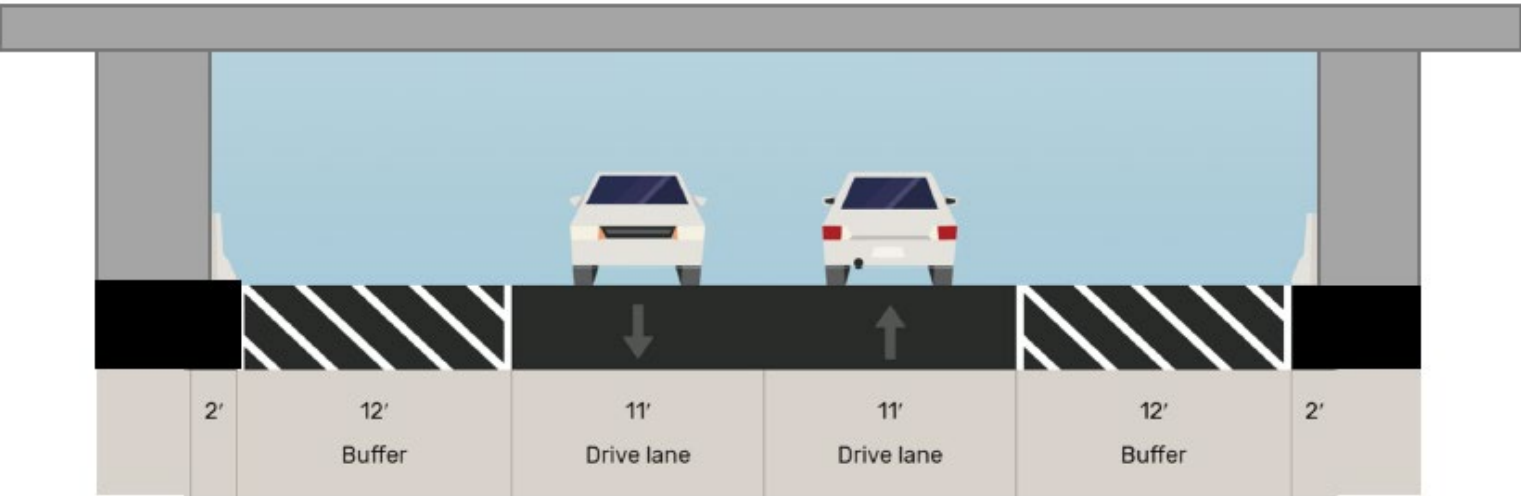 2′ 12′ 11′ 11′ 12′ 2′
Buffer Drive lane Drive lane Buffer